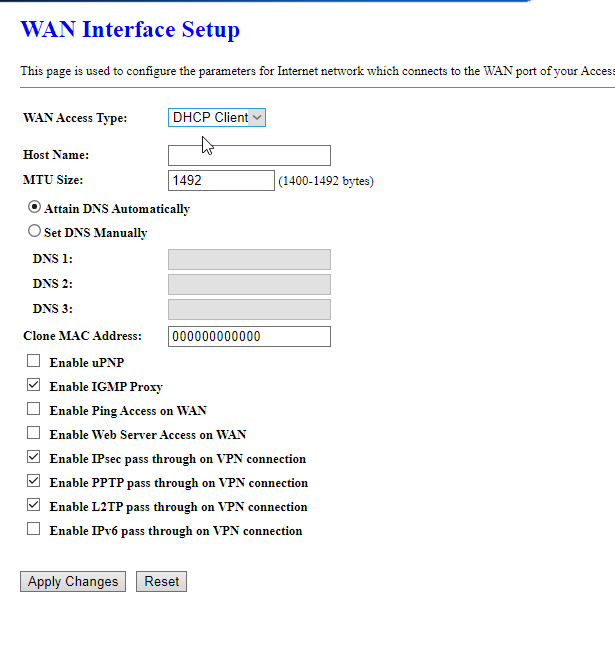 WAN Interface Setup
This page is used to configure the parameters for Internet network which connects to the WAN port of your Access
WAN Access Type: DHCP Client
Host Name:
MTU Size: 1492 (1400-1492 bytes)
Attain DNS Automatically
Set DNS Manually
DNS 1:
DNS 2:
DNS 3:
Clone MAC Address: 000000000000
Enable uPNP
Enable IGMP Proxy
Enable Ping Access on WAN
Enable Web Server Access on WAN
Enable IPsec pass through on VPN connection
Enable PPTP pass through on VPN connection
Enable L2TP pass through on VPN connection
Enable IPv6 pass through on VPN connection
Apply Changes Reset